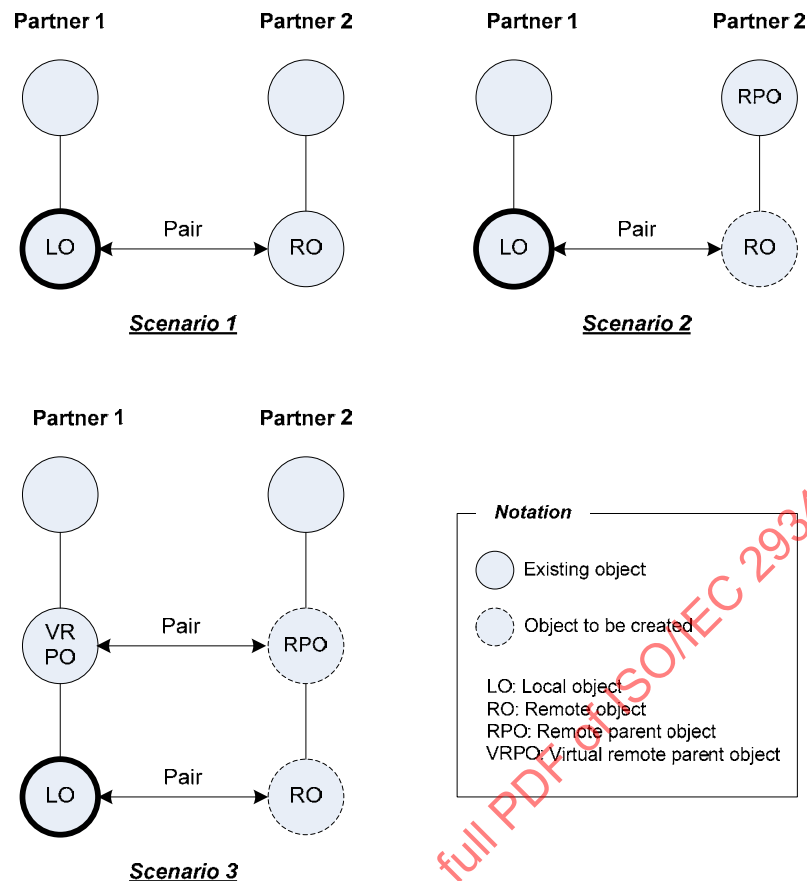 Partner 1
Partner 2
LO
Pair
RO
Scenario 1
Partner 1
Partner 2
RPO
LO
Pair
RO
Scenario 2
Partner 1
Partner 2
VR
PO
Pair
RPO
LO
Pair
RO
Scenario 3
Notation
Existing object
Object to be created
LO: Local object
RO: Remote object
RPO: Remote parent object
VRPO: Virtual remote parent object
full PDF of ISO/IEC 2934